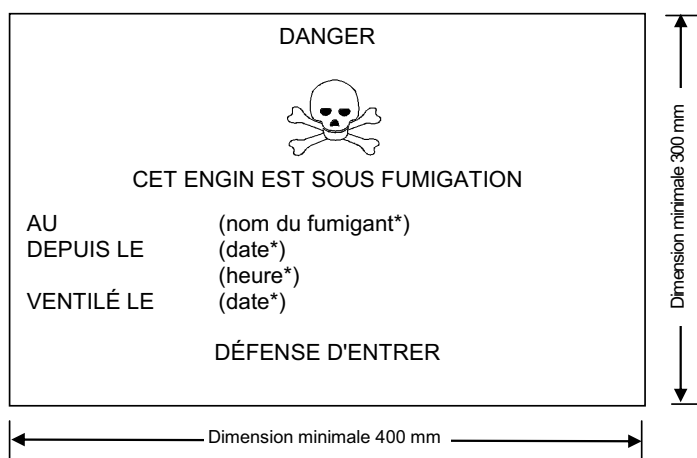 DANGER
CET ENGIN EST SOUS FUMIGATION
AU (nom du fumigant*)
DEPUIS LE (date*)
(heure*)
VENTILÉ LE (date*)
DÉFENSE D'ENTRER
Dimension minimale 300 mm
Dimension minimale 400 mm